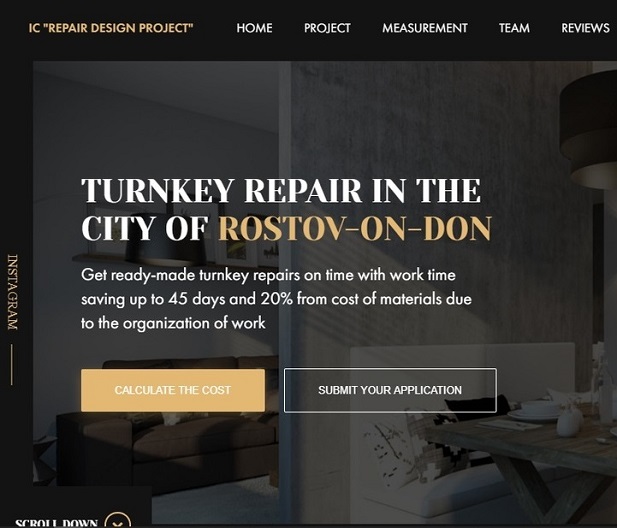 IC "REPAIR DESIGN PROJECT"
HOME
PROJECT
MEASUREMENT
TEAM
REVIEWS
TURNKEY REPAIR IN THE
CITY OF ROSTOV-ON-DON
Get ready-made turnkey repairs on time with work time
saving up to 45 days and 20% from cost of materials due
to the organization of work
INSTAGRAM
CALCULATE THE COST
SUBMIT YOUR APPLICATION
SCROLL DOWN